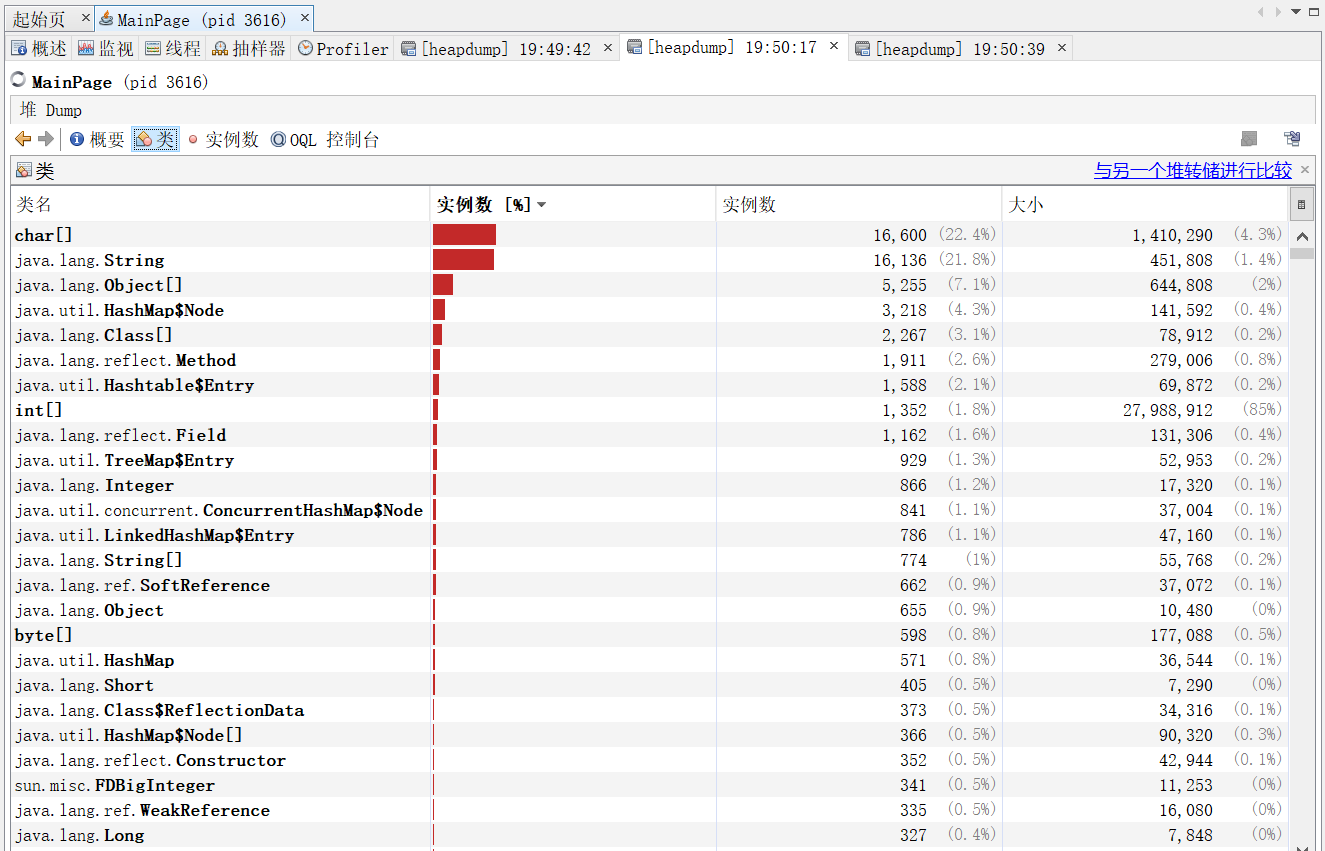 起始页 × MainPage (pid 3616) ×
概述 监视 线程 抽样器 Profiler [heapdump] 19:49:42 × [heapdump] 19:50:17 × [heapdump] 19:50:39 ×
MainPage (pid 3616)
堆 Dump
概要 类 实例数 OQL 控制台
类 与另一个堆转储进行比较 ×
类名 实例数 [%] 实例数 大小
char[] 16,600 (22.4%) 1,410,290 (4.3%)
java.lang.String 16,136 (21.8%) 451,808 (1.4%)
java.lang.Object[] 5,255 (7.1%) 644,808 (2%)
java.util.HashMap$Node 3,218 (4.3%) 141,592 (0.4%)
java.lang.Class[] 2,267 (3.1%) 78,912 (0.2%)
java.lang.reflect.Method 1,911 (2.6%) 279,006 (0.8%)
java.util.Hashtable$Entry 1,588 (2.1%) 69,872 (0.2%)
int[] 1,352 (1.8%) 27,988,912 (85%)
java.lang.reflect.Field 1,162 (1.6%) 131,306 (0.4%)
java.util.TreeMap$Entry 929 (1.3%) 52,953 (0.2%)
java.lang.Integer 866 (1.2%) 17,320 (0.1%)
java.util.concurrent.ConcurrentHashMap$Node 841 (1.1%) 37,004 (0.1%)
java.util.LinkedHashMap$Entry 786 (1.1%) 47,160 (0.1%)
java.lang.String[] 774 (1%) 55,768 (0.2%)
java.lang.ref.SoftReference 662 (0.9%) 37,072 (0.1%)
java.lang.Object 655 (0.9%) 10,480 (0%)
byte[] 598 (0.8%) 177,088 (0.5%)
java.util.HashMap 571 (0.8%) 36,544 (0.1%)
java.lang.Short 405 (0.5%) 7,290 (0%)
java.lang.Class$ReflectionData 373 (0.5%) 34,316 (0.1%)
java.util.HashMap$Node[] 366 (0.5%) 90,320 (0.3%)
java.lang.reflect.Constructor 352 (0.5%) 42,944 (0.1%)
sun.misc.FDBigInteger 341 (0.5%) 11,253 (0%)
java.lang.ref.WeakReference 335 (0.5%) 16,080 (0%)
java.lang.Long 327 (0.4%) 7,848 (0%)